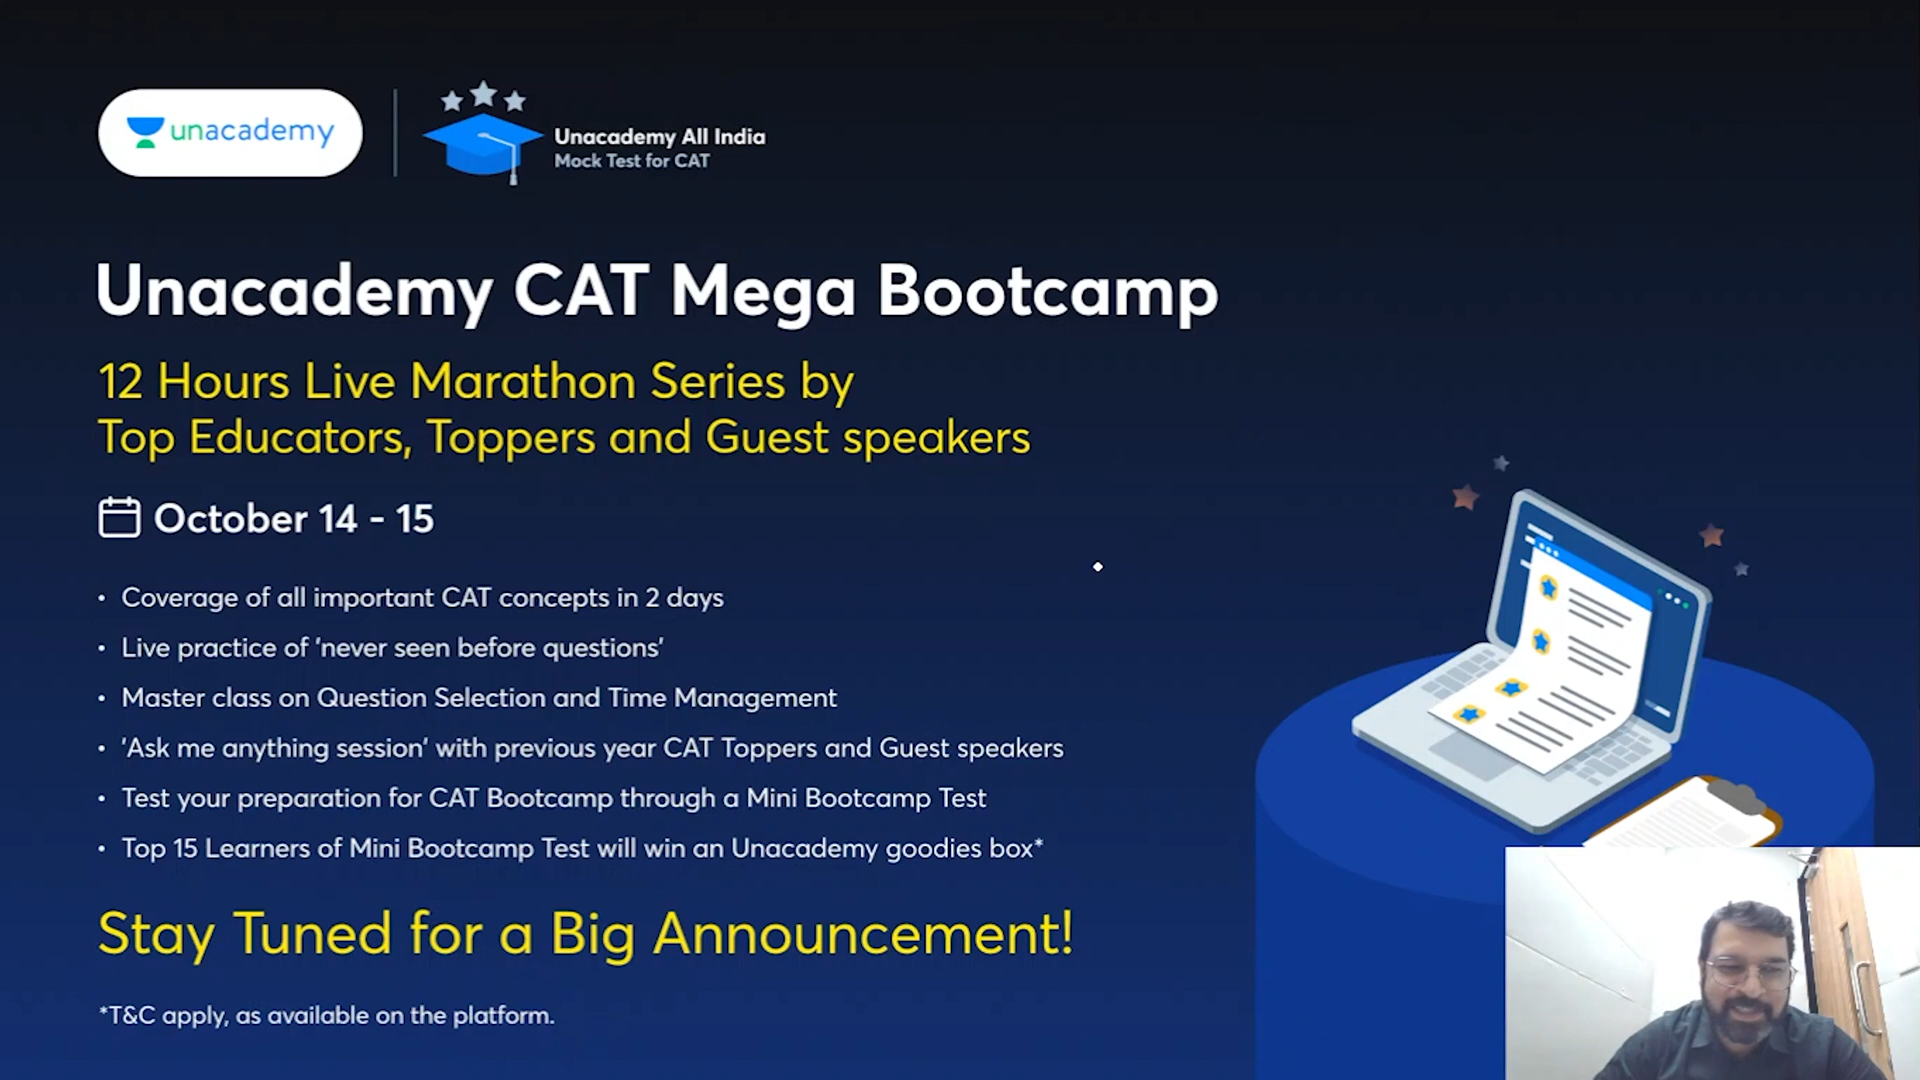 unacademy
Unacademy All India
Mock Test for CAT
Unacademy CAT Mega Bootcamp
12 Hours Live Marathon Series by
Top Educators, Toppers and Guest speakers
October 14 - 15
• Coverage of all important CAT concepts in 2 days
• Live practice of ‘never seen before questions’
• Master class on Question Selection and Time Management
• ‘Ask me anything session’ with previous year CAT Toppers and Guest speakers
• Test your preparation for CAT Bootcamp through a Mini Bootcamp Test
• Top 15 Learners of Mini Bootcamp Test will win an Unacademy goodies box*
Stay Tuned for a Big Announcement!
*T&C apply, as available on the platform.